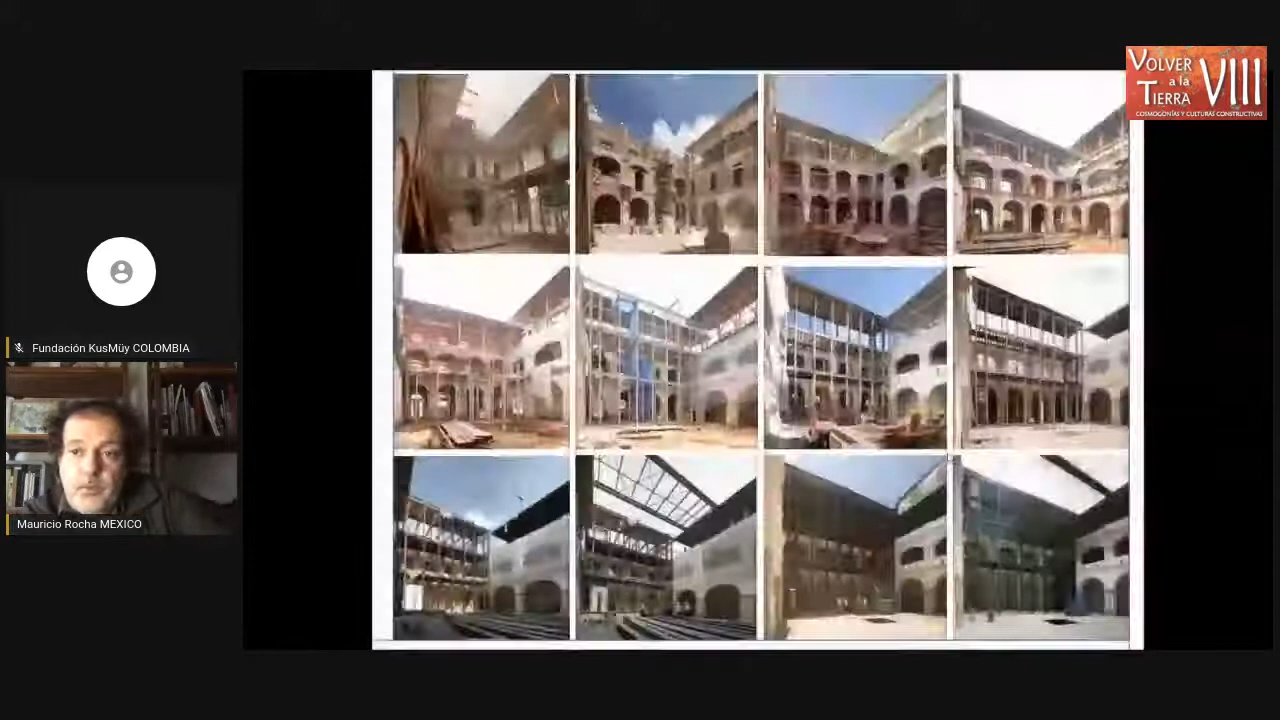 VOLVER
a la
TIERRA
VIII
COSMOGONÍAS Y CULTURAS CONSTRUCTIVAS
Fundación KusMüy COLOMBIA
Mauricio Rocha MEXICO